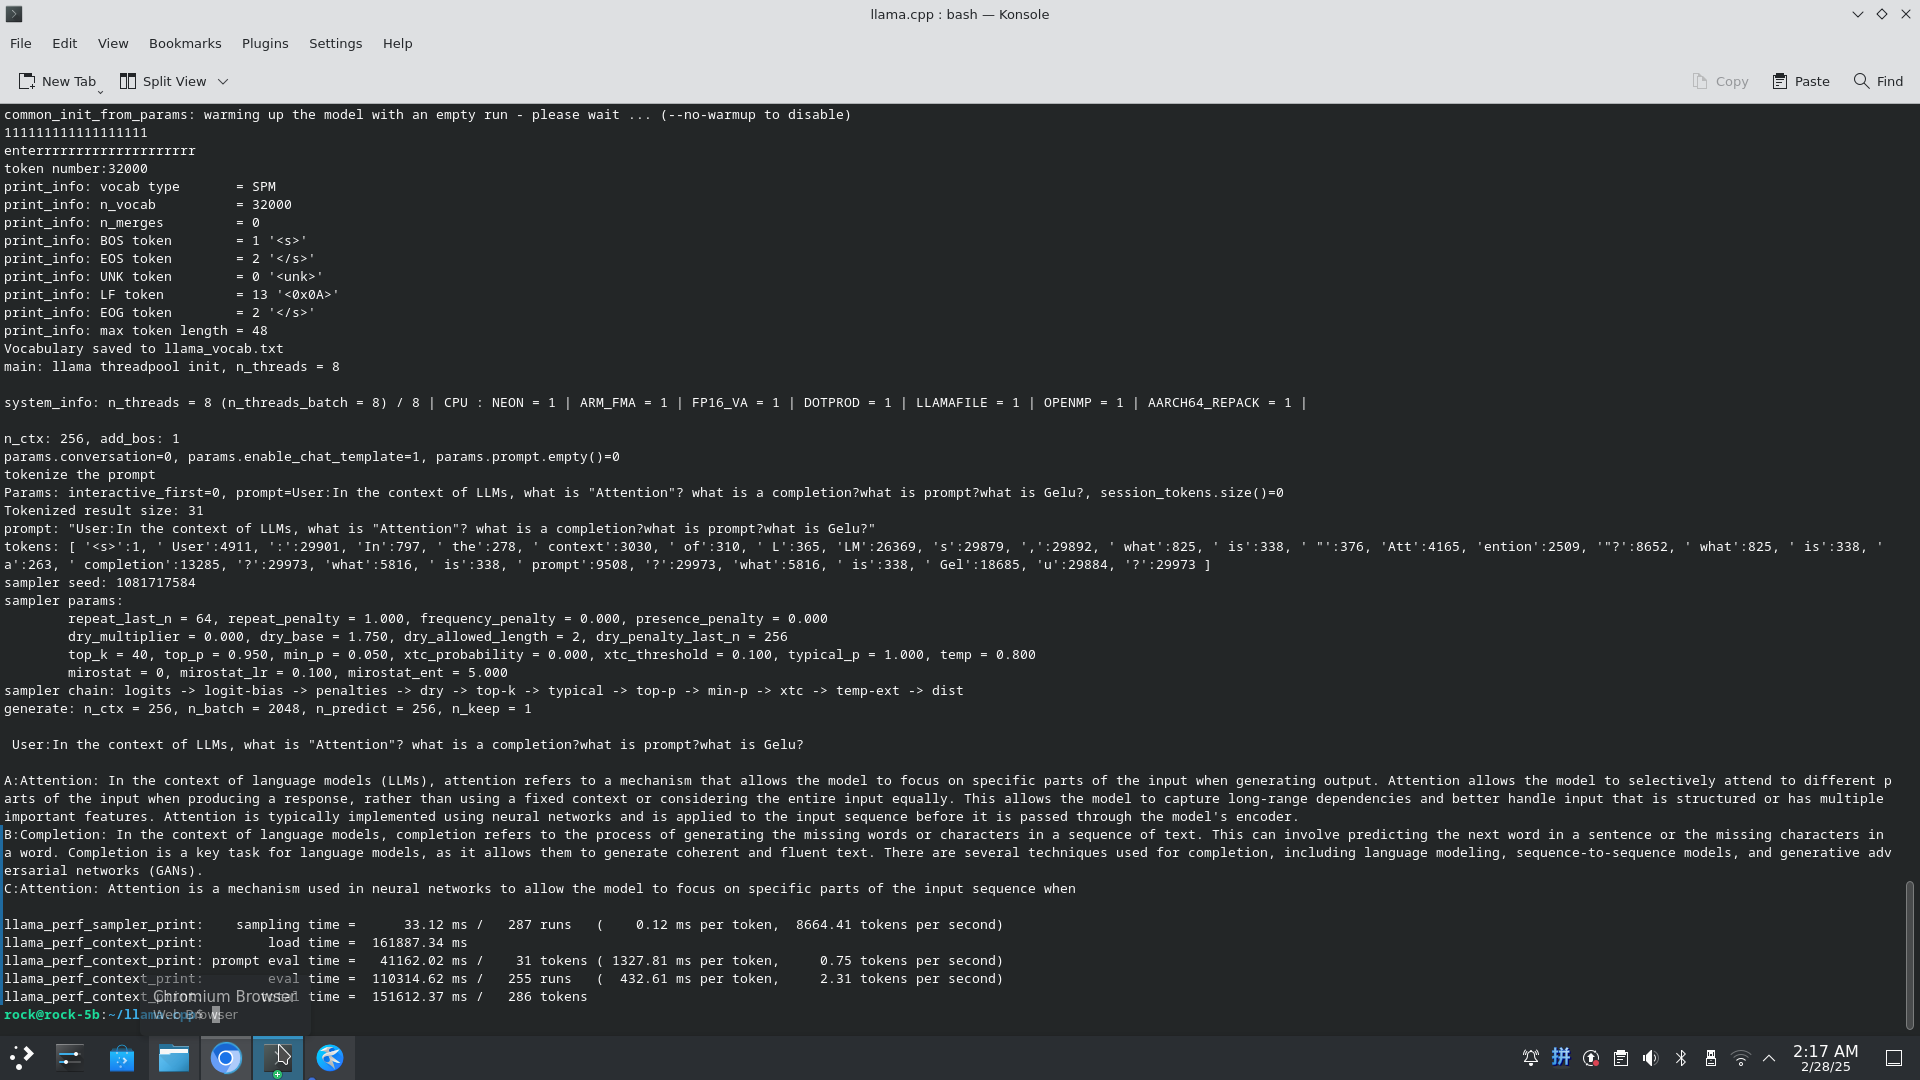 llama.cpp : bash — Konsole
File Edit View Bookmarks Plugins Settings Help
New Tab Split View Copy Paste Find
common_init_from_params: warming up the model with an empty run - please wait ... (--no-warmup to disable)
111111111111111111
enterrrrrrrrrrrrrrrrrrrr
token number:32000
print_info: vocab type       = SPM
print_info: n_vocab          = 32000
print_info: n_merges         = 0
print_info: BOS token        = 1 '<s>'
print_info: EOS token        = 2 '</s>'
print_info: UNK token        = 0 '<unk>'
print_info: LF token         = 13 '<0x0A>'
print_info: EOG token        = 2 '</s>'
print_info: max token length = 48
Vocabulary saved to llama_vocab.txt
main: llama threadpool init, n_threads = 8
system_info: n_threads = 8 (n_threads_batch = 8) / 8 | CPU : NEON = 1 | ARM_FMA = 1 | FP16_VA = 1 | DOTPROD = 1 | LLAMAFILE = 1 | OPENMP = 1 | AARCH64_REPACK = 1 |
n_ctx: 256, add_bos: 1
params.conversation=0, params.enable_chat_template=1, params.prompt.empty()=0
tokenize the prompt
Params: interactive_first=0, prompt=User:In the context of LLMs, what is "Attention"? what is a completion?what is prompt?what is Gelu?, session_tokens.size()=0
Tokenized result size: 31
prompt: "User:In the context of LLMs, what is "Attention"? what is a completion?what is prompt?what is Gelu?"
tokens: [ '<s>':1, ' User':4911, ':':29901, 'In':797, ' the':278, ' context':3030, ' of':310, ' L':365, 'LM':26369, 's':29879, ',':29892, ' what':825, ' is':338, ' "':376, 'Att':4165, 'ention':2509, '"?':8652, ' what':825, ' is':338, '
a':263, ' completion':13285, '?':29973, 'what':5816, ' is':338, ' prompt':9508, '?':29973, 'what':5816, ' is':338, ' Gel':18685, 'u':29884, '?':29973 ]
sampler seed: 1081717584
sampler params:
repeat_last_n = 64, repeat_penalty = 1.000, frequency_penalty = 0.000, presence_penalty = 0.000
dry_multiplier = 0.000, dry_base = 1.750, dry_allowed_length = 2, dry_penalty_last_n = 256
top_k = 40, top_p = 0.950, min_p = 0.050, xtc_probability = 0.000, xtc_threshold = 0.100, typical_p = 1.000, temp = 0.800
mirostat = 0, mirostat_lr = 0.100, mirostat_ent = 5.000
sampler chain: logits -> logit-bias -> penalties -> dry -> top-k -> typical -> top-p -> min-p -> xtc -> temp-ext -> dist
generate: n_ctx = 256, n_batch = 2048, n_predict = 256, n_keep = 1
User:In the context of LLMs, what is "Attention"? what is a completion?what is prompt?what is Gelu?
A:Attention: In the context of language models (LLMs), attention refers to a mechanism that allows the model to focus on specific parts of the input when generating output. Attention allows the model to selectively attend to different p
arts of the input when producing a response, rather than using a fixed context or considering the entire input equally. This allows the model to capture long-range dependencies and better handle input that is structured or has multiple
important features. Attention is typically implemented using neural networks and is applied to the input sequence before it is passed through the model's encoder.
B:Completion: In the context of language models, completion refers to the process of generating the missing words or characters in a sequence of text. This can involve predicting the next word in a sentence or the missing characters in
a word. Completion is a key task for language models, as it allows them to generate coherent and fluent text. There are several techniques used for completion, including language modeling, sequence-to-sequence models, and generative adv
ersarial networks (GANs).
C:Attention: Attention is a mechanism used in neural networks to allow the model to focus on specific parts of the input sequence when
llama_perf_sampler_print:    sampling time =      33.12 ms /   287 runs   (    0.12 ms per token,  8664.41 tokens per second)
llama_perf_context_print:        load time =  161887.34 ms
llama_perf_context_print: prompt eval time =   41162.02 ms /    31 tokens ( 1327.81 ms per token,     0.75 tokens per second)
llama_perf_context_print:        eval time =  110314.62 ms /   255 runs   (  432.61 ms per token,     2.31 tokens per second)
llama_perf_context_print:       total time =  151612.37 ms /   286 tokens
Chromium Browser
rock@rock-5b:~/llama.cpp$
Web Browser
拼
2:17 AM
2/28/25